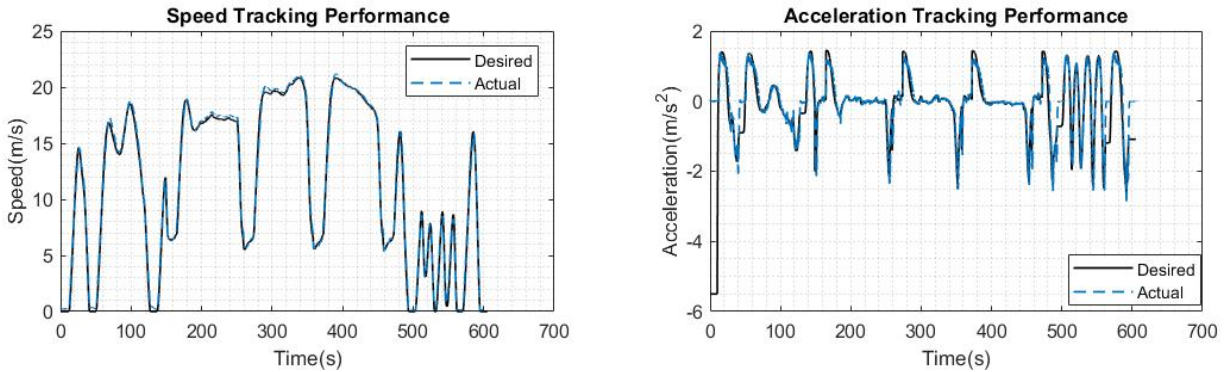 Speed Tracking Performance
25
20
15
10
5
0
Speed(m/s)
Desired
Actual
0 100 200 300 400 500 600 700
Time(s)
Acceleration Tracking Performance
2
0
-2
-4
-6
Acceleration(m/s²)
Desired
Actual
0 100 200 300 400 500 600 700
Time(s)